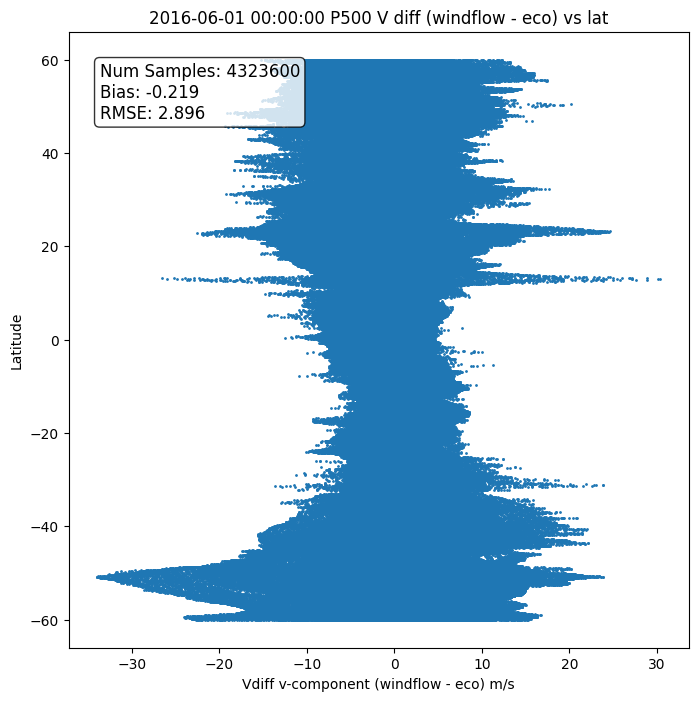 2016-06-01 00:00:00 P500 V diff (windflow - eco) vs lat
Num Samples: 4323600
Bias: -0.219
RMSE: 2.896
60
40
20
0
−20
−40
−60
Latitude
−30 −20 −10 0 10 20 30
Vdiff v-component (windflow - eco) m/s